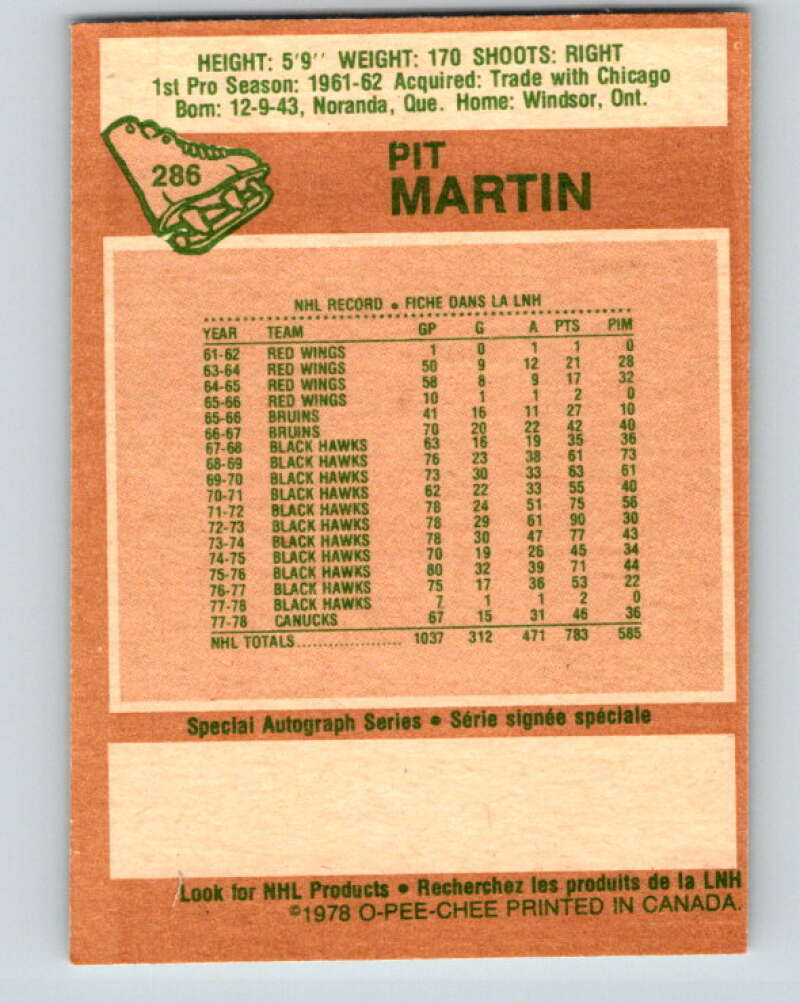 HEIGHT: 5'9" WEIGHT: 170 SHOOTS: RIGHT
1st Pro Season: 1961-62 Acquired: Trade with Chicago
Born: 12-9-43, Noranda, Que. Home: Windsor, Ont.
286
PIT
MARTIN
NHL RECORD • FICHE DANS LA LNH
YEAR TEAM GP G A PTS PIM
61-62 RED WINGS 1 0 1 1 0
63-64 RED WINGS 50 9 12 21 28
64-65 RED WINGS 58 8 9 17 32
65-66 RED WINGS 10 1 1 2 0
65-66 BRUINS 41 16 11 27 10
66-67 BRUINS 70 20 22 42 40
67-68 BLACK HAWKS 63 16 19 35 36
68-69 BLACK HAWKS 76 23 38 61 73
69-70 BLACK HAWKS 73 30 33 63 61
70-71 BLACK HAWKS 62 22 33 55 40
71-72 BLACK HAWKS 78 24 51 75 56
72-73 BLACK HAWKS 78 29 61 90 30
73-74 BLACK HAWKS 78 30 47 77 43
74-75 BLACK HAWKS 70 19 26 45 34
75-76 BLACK HAWKS 80 32 39 71 44
76-77 BLACK HAWKS 75 17 36 53 22
77-78 BLACK HAWKS 7 1 1 2 0
77-78 CANUCKS 67 15 31 46 36
NHL TOTALS.................... 1037 312 471 783 585
Special Autograph Series • Série signée spéciale
Look for NHL Products • Recherchez les produits de la LNH
©1978 O-PEE-CHEE PRINTED IN CANADA.